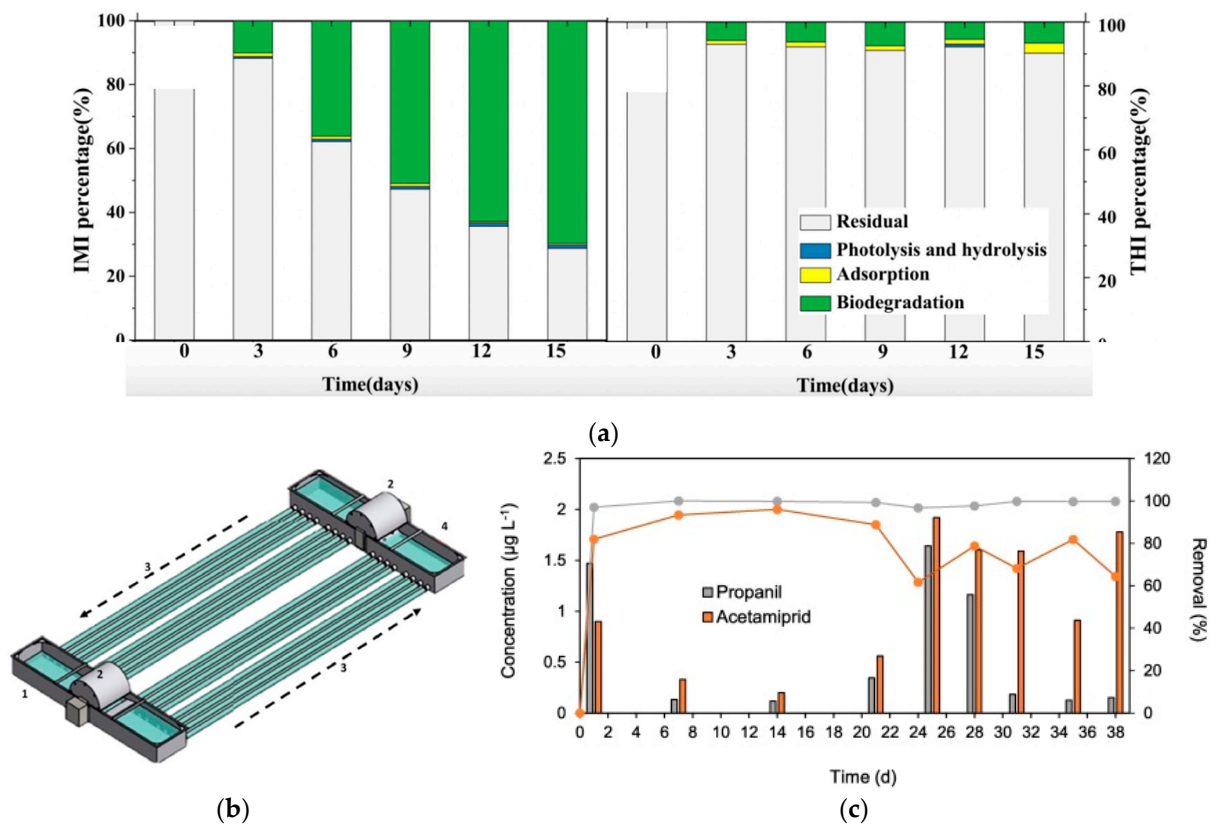 100
80
60
40
20
0
IMI percentage(%)
0 3 6 9 12 15
Time(days)
100
80
60
40
20
THI percentage(%)
Residual
Photolysis and hydrolysis
Adsorption
Biodegradation
0 3 6 9 12 15
Time(days)
(a)
2
4
3
2
1
3
(b)
2.5
2
1.5
1
0.5
0
Concentration (µg L-1)
Propanil
Acetamiprid
120
100
80
60
40
20
0
Removal (%)
0 2 4 6 8 10 12 14 16 18 20 22 24 26 28 30 32 34 36 38
Time (d)
(c)